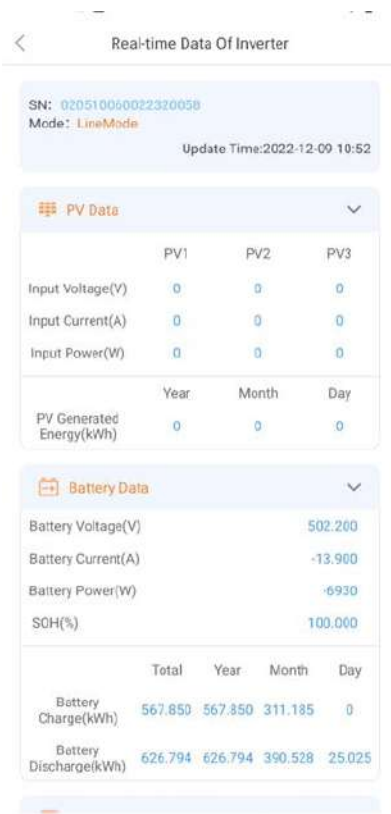 Real-time Data Of Inverter
SN: 020510060022320058
Mode: LineMode
Update Time:2022-12-09 10:52
PV Data
PV1 PV2 PV3
Input Voltage(V) 0 0 0
Input Current(A) 0 0 0
Input Power(W) 0 0 0
Year Month Day
PV Generated
Energy(kWh) 0 0 0
Battery Data
Battery Voltage(V) 502.200
Battery Current(A) -13.900
Battery Power(W) -6930
SOH(%) 100.000
Total Year Month Day
Battery
Charge(kWh) 567.850 567.850 311.185 0
Battery
Discharge(kWh) 626.794 626.794 390.528 25.025